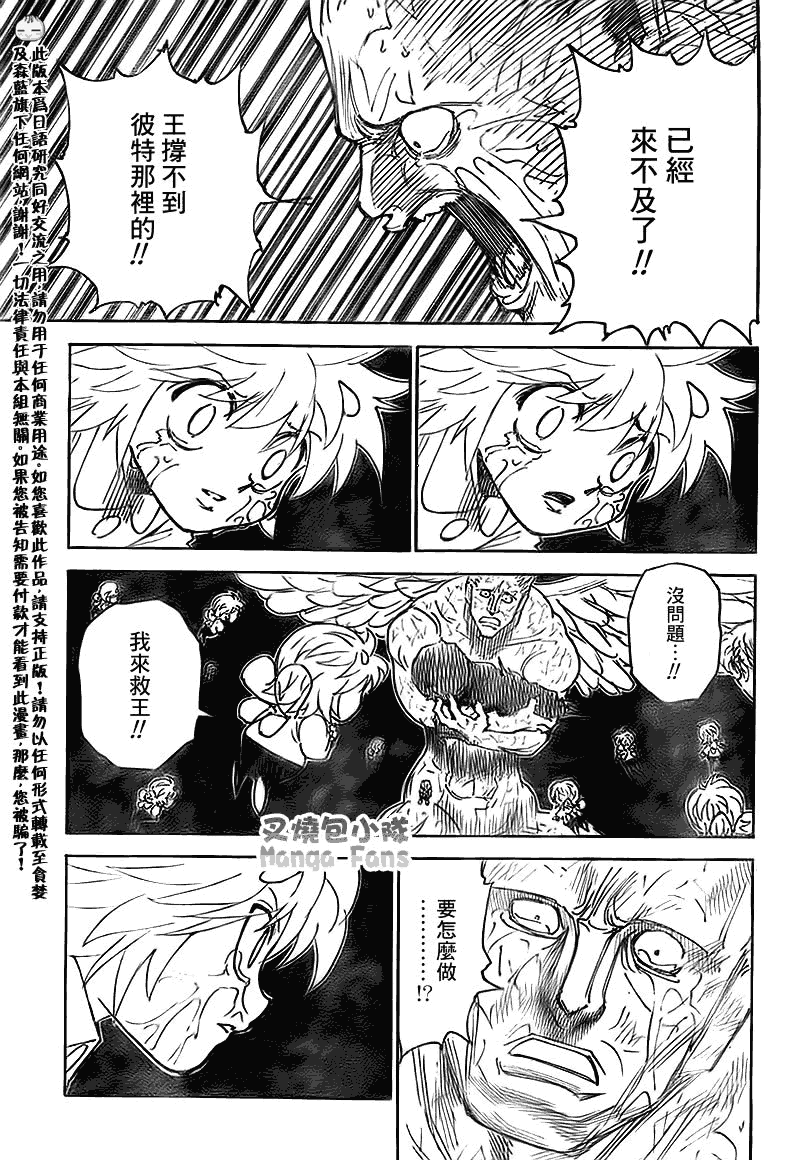 已經
來不及了!!
王撐不到
彼特那裡的!!
沒問題…!!
我來救王!!
要怎麼做
…………!?
叉燒包小隊
Manga-Fans
此版本爲日語研究同好交流之用,請勿用于任何商業用途。如您喜歡此作品,請支持正版!請勿以任何形式轉載至貪婪
及森藍旗下任何網站,謝謝!一切法律責任與本組無關。如果您被告知需要付款才能看到此漫畫,那麼,您被騙了!